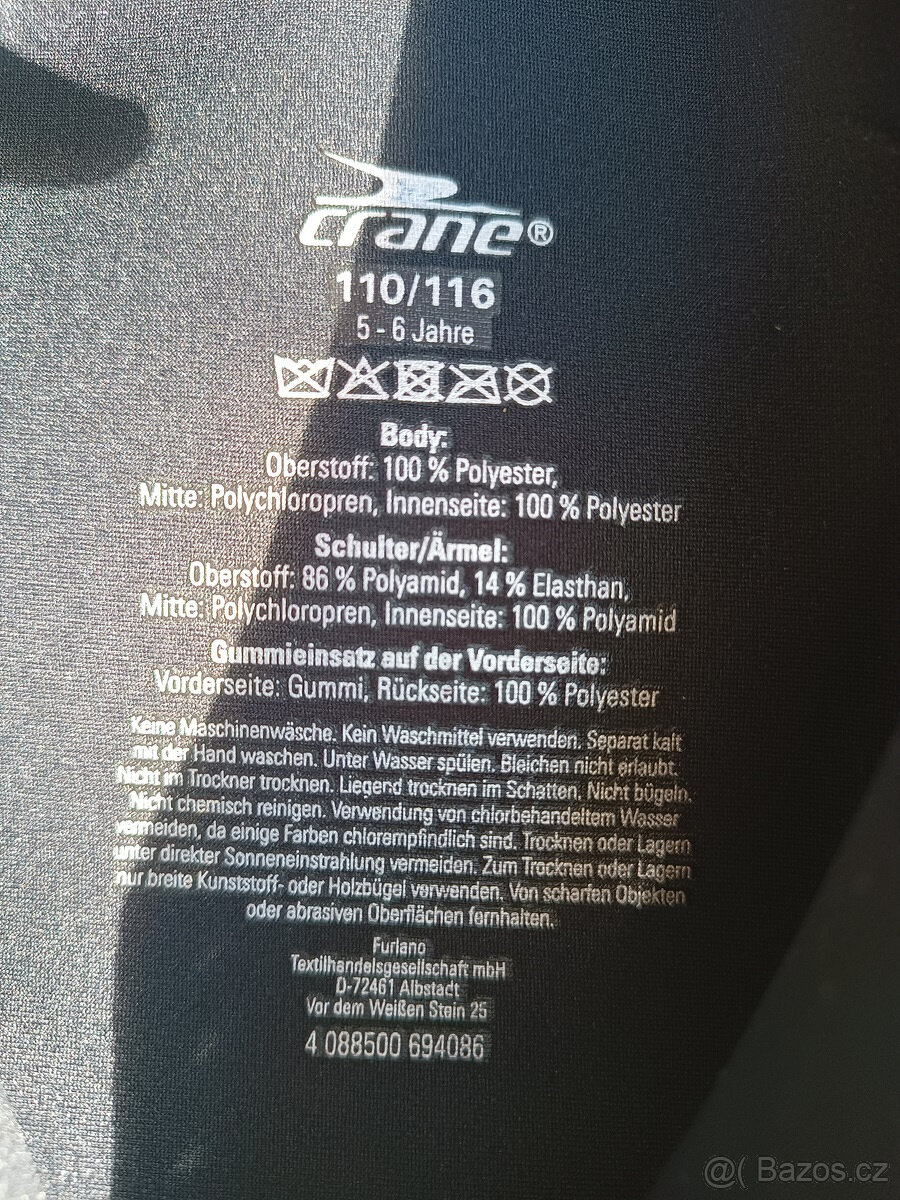 crane®
110/116
5 - 6 Jahre
Body:
Oberstoff: 100 % Polyester,
Mitte: Polychloropren, Innenseite: 100 % Polyester
Schulter/Ärmel:
Oberstoff: 86 % Polyamid, 14 % Elasthan,
Mitte: Polychloropren, Innenseite: 100 % Polyamid
Gummieinsatz auf der Vorderseite:
Vorderseite: Gummi, Rückseite: 100 % Polyester
Keine Maschinenwäsche. Kein Waschmittel verwenden. Separat kalt
mit der Hand waschen. Unter Wasser spülen. Bleichen nicht erlaubt.
Nicht im Trockner trocknen. Liegend trocknen im Schatten. Nicht bügeln.
Nicht chemisch reinigen. Verwendung von chlorbehandeltem Wasser
vermeiden, da einige Farben chlorempfindlich sind. Trocknen oder Lagern
unter direkter Sonneneinstrahlung vermeiden. Zum Trocknen oder Lagern
nur breite Kunststoff- oder Holzbügel verwenden. Von scharfen Objekten
oder abrasiven Oberflächen fernhalten.
Furlano
Textilhandelsgesellschaft mbH
D-72461 Albstadt
Vor dem Weißen Stein 25
4 088500 694086
@( Bazos.cz